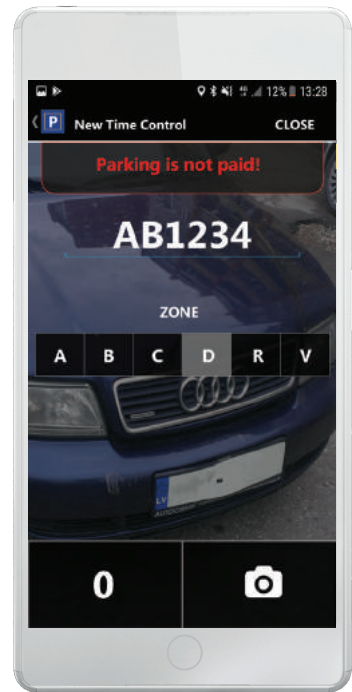 12% 13:28
P New Time Control CLOSE
Parking is not paid!
AB1234
ZONE
A B C D R V
LV
0